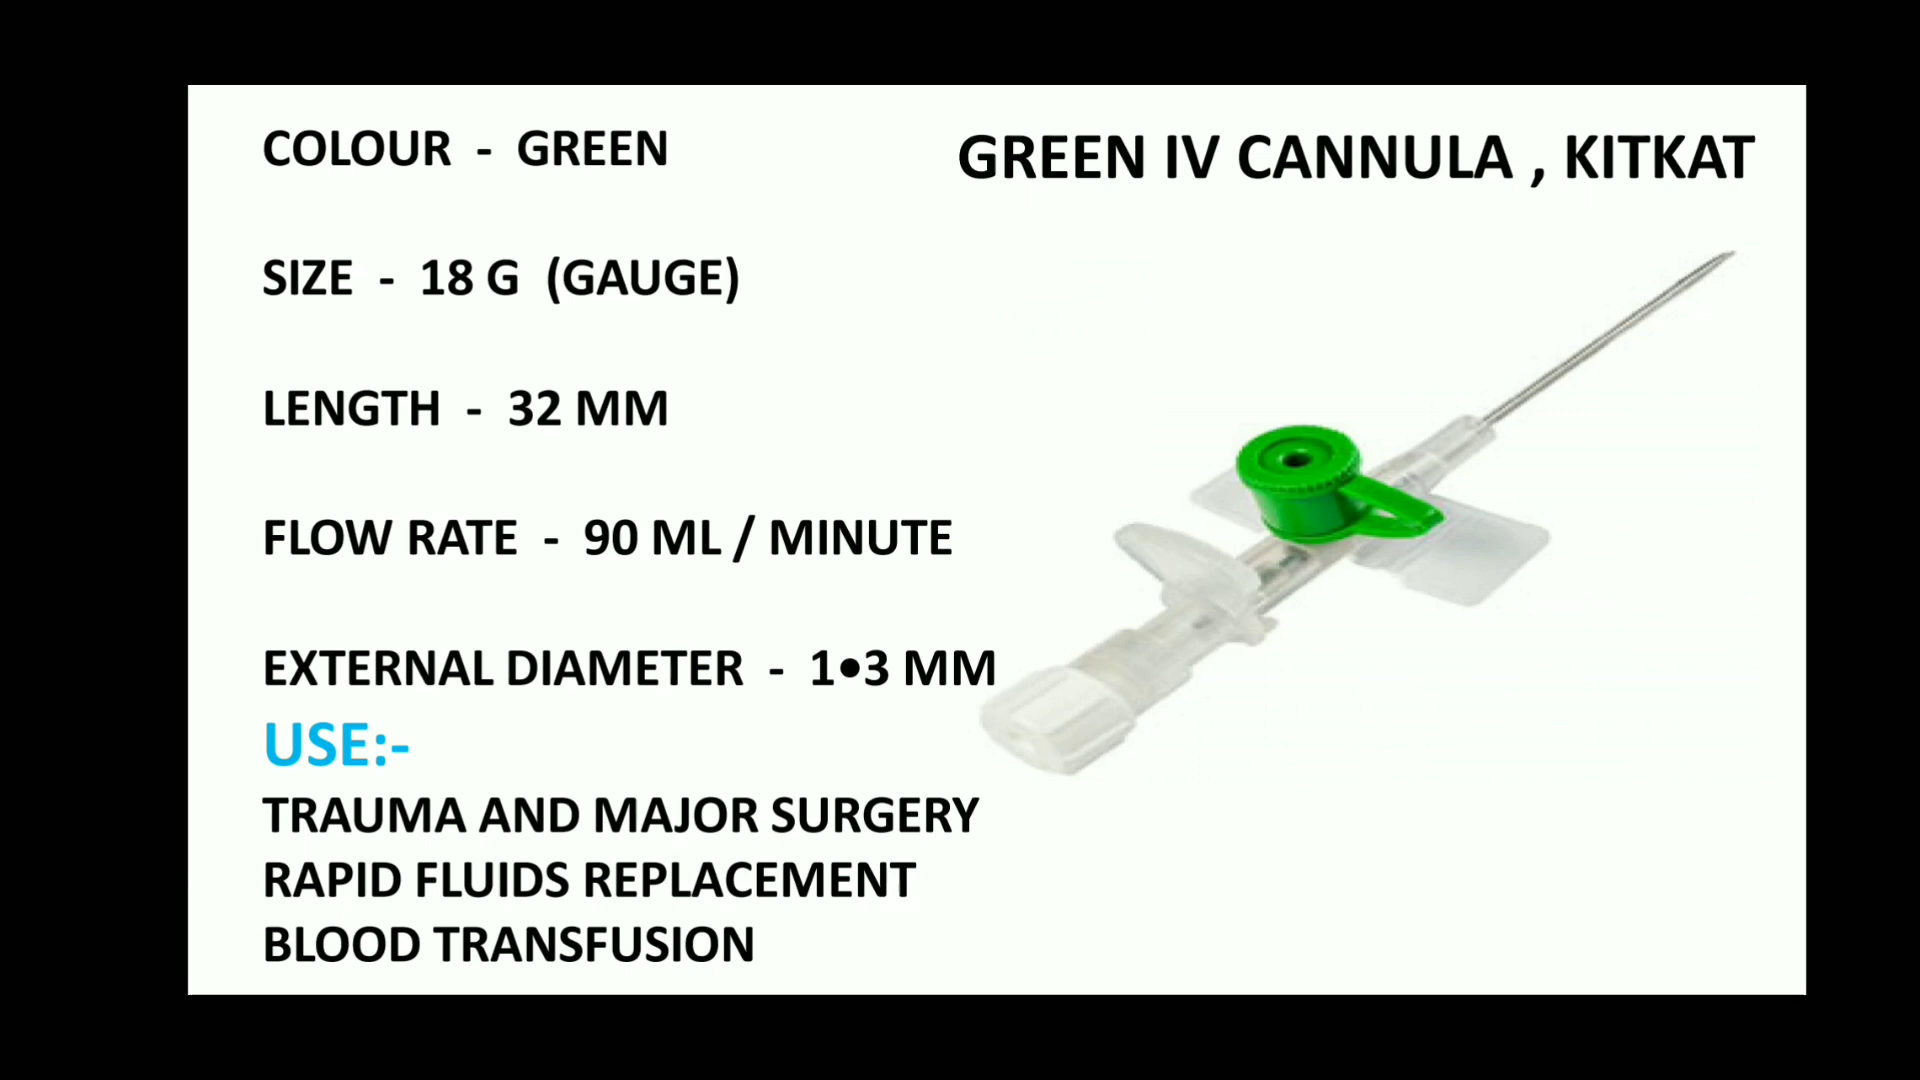 COLOUR - GREEN
GREEN IV CANNULA , KITKAT
SIZE - 18 G (GAUGE)
LENGTH - 32 MM
FLOW RATE - 90 ML / MINUTE
EXTERNAL DIAMETER - 1•3 MM
USE:-
TRAUMA AND MAJOR SURGERY
RAPID FLUIDS REPLACEMENT
BLOOD TRANSFUSION